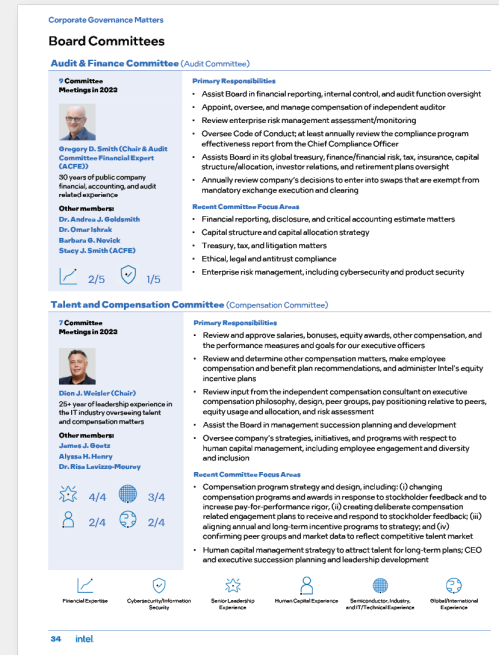 Corporate Governance Matters
Board Committees
Audit & Finance Committee (Audit Committee)
9 Committee
Meetings in 2023
Gregory D. Smith (Chair & Audit
Committee Financial Expert
(ACFE))
30 years of public company
financial, accounting, and audit
related experience
Other members:
Dr. Andrea J. Goldsmith
Dr. Omar Ishrak
Barbara G. Novick
Stacy J. Smith (ACFE)
2/5 1/5
Primary Responsibilities
• Assist Board in financial reporting, internal control, and audit function oversight
• Appoint, oversee, and manage compensation of independent auditor
• Review enterprise risk management assessment/monitoring
• Oversee Code of Conduct; at least annually review the compliance program
effectiveness report from the Chief Compliance Officer
• Assists Board in its global treasury, finance/financial risk, tax, insurance, capital
structure/allocation, investor relations, and retirement plans oversight
• Annually review company's decisions to enter into swaps that are exempt from
mandatory exchange execution and clearing
Recent Committee Focus Areas
• Financial reporting, disclosure, and critical accounting estimate matters
• Capital structure and capital allocation strategy
• Treasury, tax, and litigation matters
• Ethical, legal and antitrust compliance
• Enterprise risk management, including cybersecurity and product security
Talent and Compensation Committee (Compensation Committee)
7 Committee
Meetings in 2023
Dion J. Weisler (Chair)
25+ year of leadership experience in
the IT industry overseeing talent
and compensation matters
Other members:
James J. Goetz
Alyssa H. Henry
Dr. Risa Lavizzo-Mourey
4/4 3/4
2/4 2/4
Primary Responsibilities
• Review and approve salaries, bonuses, equity awards, other compensation, and
the performance measures and goals for our executive officers
• Review and determine other compensation matters, make employee
compensation and benefit plan recommendations, and administer Intel's equity
incentive plans
• Review input from the independent compensation consultant on executive
compensation philosophy, design, peer groups, pay positioning relative to peers,
equity usage and allocation, and risk assessment
• Assist the Board in management succession planning and development
• Oversee company's strategies, initiatives, and programs with respect to
human capital management, including employee engagement and diversity
and inclusion
Recent Committee Focus Areas
• Compensation program strategy and design, including: (i) changing
compensation programs and awards in response to stockholder feedback and to
increase pay-for-performance rigor, (ii) creating deliberate compensation
related engagement plans to receive and respond to stockholder feedback; (iii)
aligning annual and long-term incentive programs to strategy; and (iv)
confirming peer groups and market data to reflect competitive talent market
• Human capital management strategy to attract talent for long-term plans; CEO
and executive succession planning and leadership development
Financial Expertise
Cybersecurity/Information
Security
Senior Leadership
Experience
Human Capital Experience
Semiconductor, Industry,
and IT/Technical Experience
Global/International
Experience
34 intel